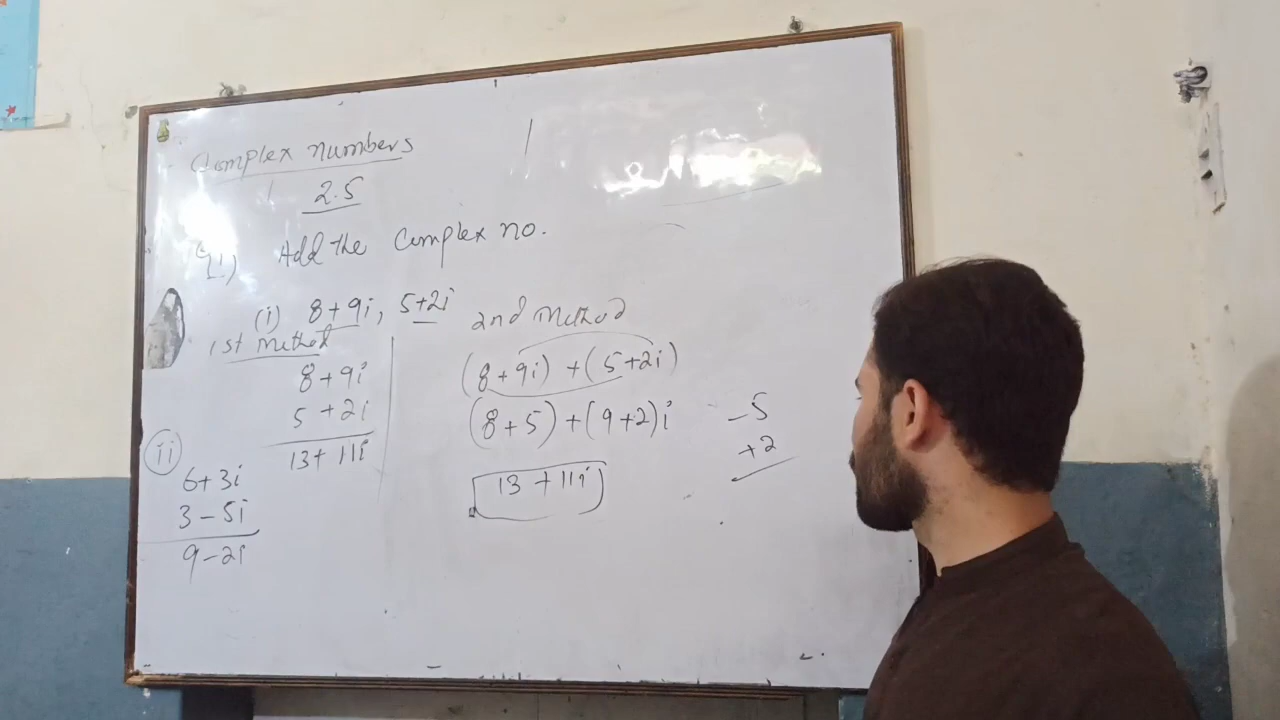 Complex numbers
2.5
Q1) Add the Complex no.
(i) 8+9i, 5+2i
1st Method
8+9i
5+2i
13+11i
2nd Method
(8+9i)+(5+2i)
(8+5)+(9+2)i
13+11i
-5
+2
(ii)
6+3i
3-5i
9-2i